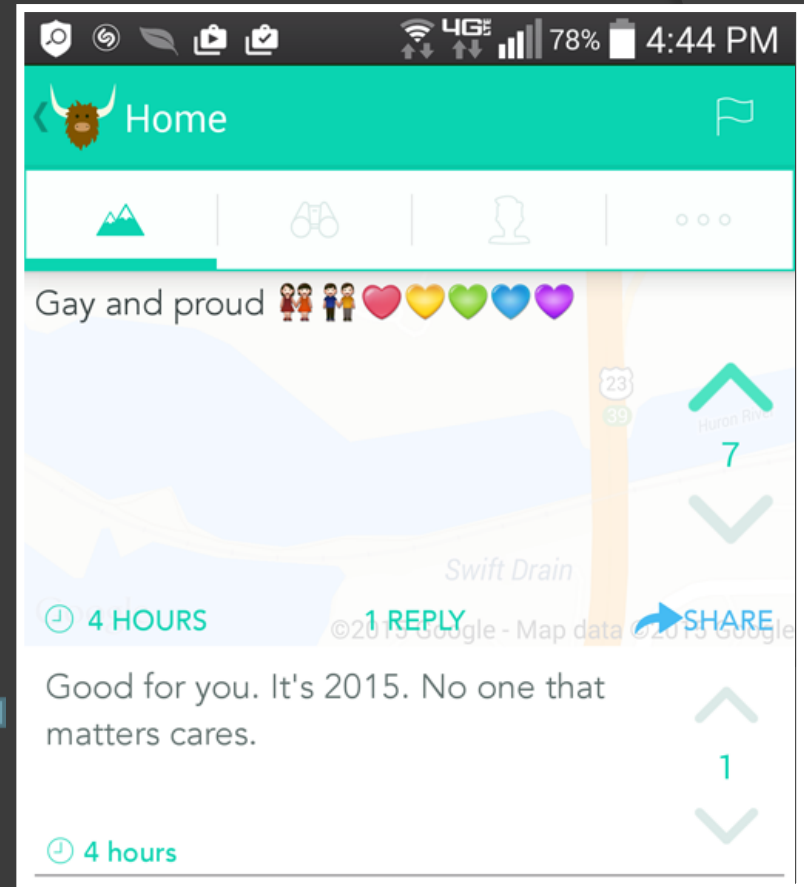 4G LTE 78% 4:44 PM
Home
Gay and proud 👭👬❤️💛💚💙💜
23
39
Huron River
7
Swift Drain
4 HOURS 1 REPLY SHARE
©2015 Google - Map data ©2015 Google
Good for you. It's 2015. No one that
matters cares.
1
4 hours